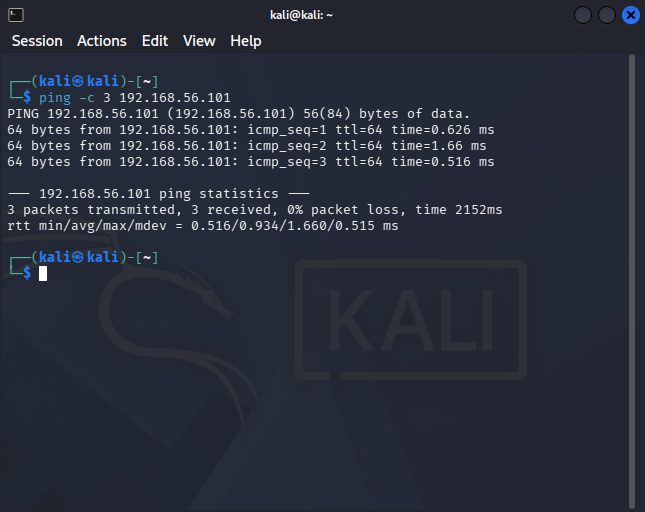 kali@kali: ~
Session Actions Edit View Help
┌──(kali㉿kali)-[~]
└─$ ping -c 3 192.168.56.101
PING 192.168.56.101 (192.168.56.101) 56(84) bytes of data.
64 bytes from 192.168.56.101: icmp_seq=1 ttl=64 time=0.626 ms
64 bytes from 192.168.56.101: icmp_seq=2 ttl=64 time=1.66 ms
64 bytes from 192.168.56.101: icmp_seq=3 ttl=64 time=0.516 ms
--- 192.168.56.101 ping statistics ---
3 packets transmitted, 3 received, 0% packet loss, time 2152ms
rtt min/avg/max/mdev = 0.516/0.934/1.660/0.515 ms
┌──(kali㉿kali)-[~]
└─$
KALI